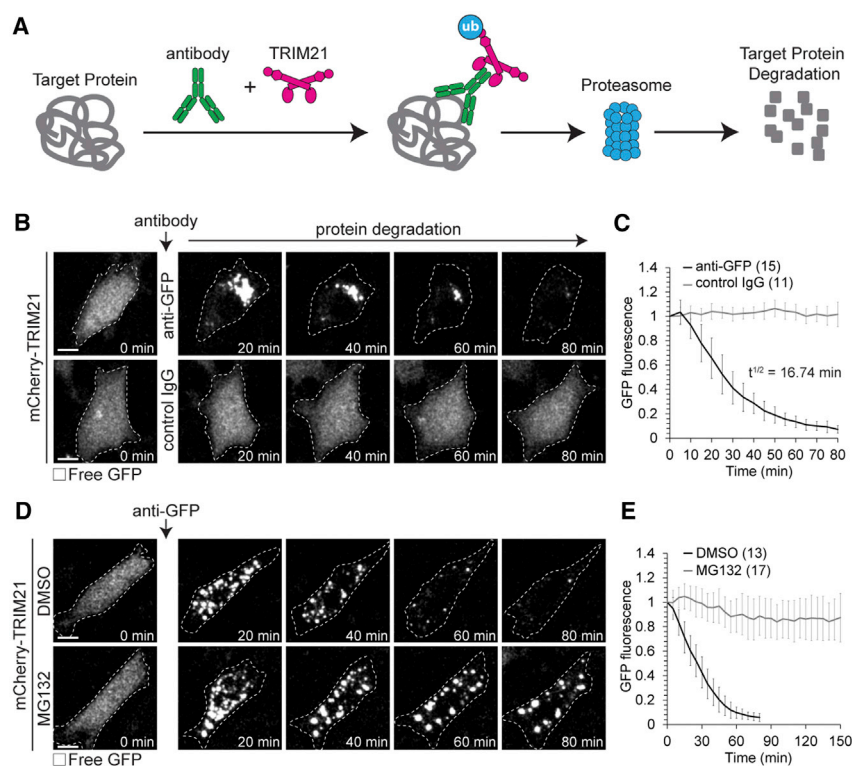 A
Target Protein
antibody
+
TRIM21
ub
Proteasome
Target Protein
Degradation
B
antibody
protein degradation
mCherry-TRIM21
anti-GFP
0 min
20 min
40 min
60 min
80 min
control IgG
0 min
20 min
40 min
60 min
80 min
Free GFP
C
anti-GFP (15)
control IgG (11)
GFP fluorescence
1.4
1.2
1
0.8
0.6
0.4
0.2
0
t1/2 = 16.74 min
0 10 20 30 40 50 60 70 80
Time (min)
D
anti-GFP
mCherry-TRIM21
DMSO
0 min
20 min
40 min
60 min
80 min
MG132
0 min
20 min
40 min
60 min
80 min
Free GFP
E
DMSO (13)
MG132 (17)
GFP fluorescence
1.4
1.2
1
0.8
0.6
0.4
0.2
0
0 30 60 90 120 150
Time (min)